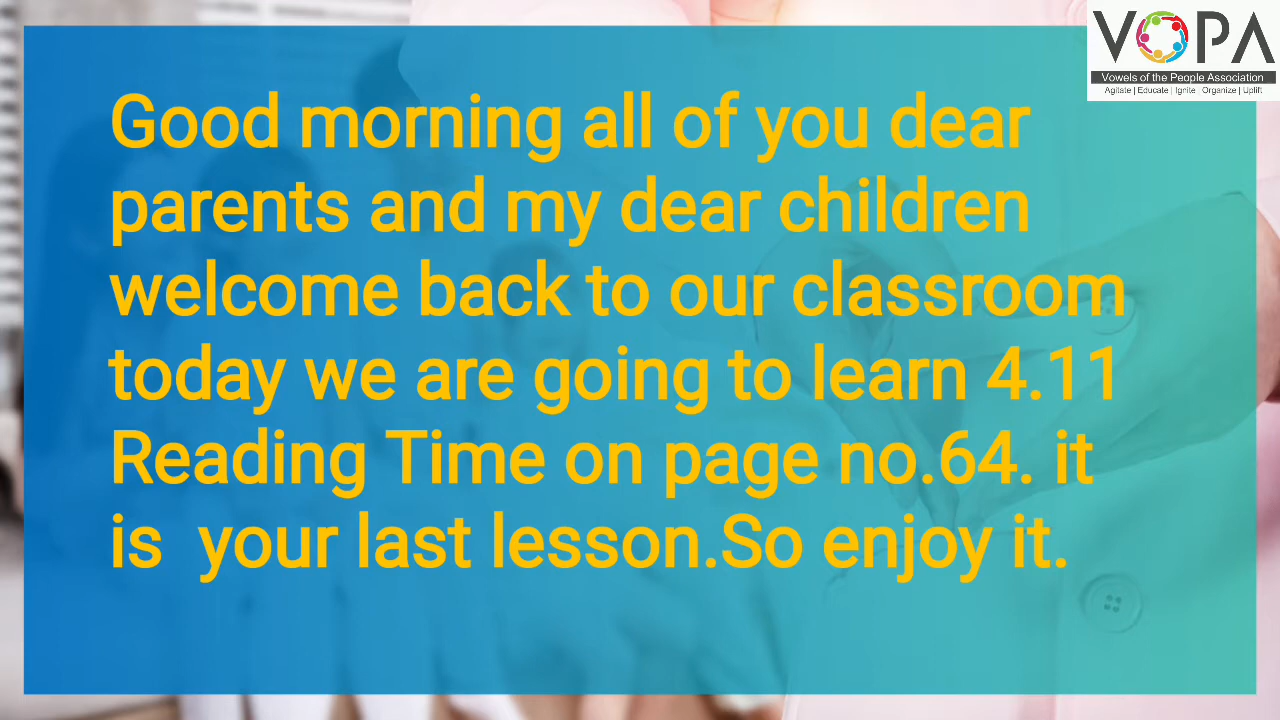 VOPA
Vowels of the People Association
Agitate | Educate | Ignite Organize | Uplift
Good morning all of you dear
parents and my dear children
welcome back to our classroom
today we are going to learn 4.11
Reading Time on page no.64. it
is  your last lesson.So enjoy it.